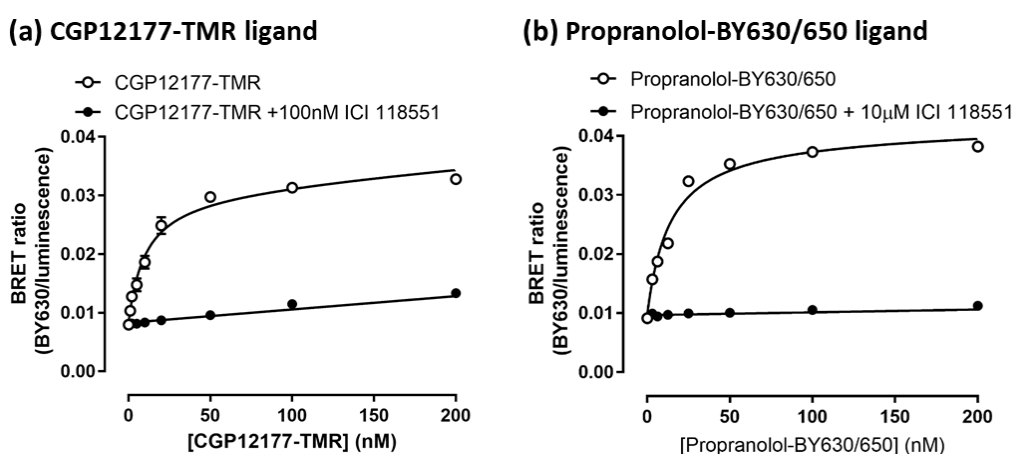 (a) CGP12177-TMR ligand
CGP12177-TMR
CGP12177-TMR +100nM ICI 118551
0.04
0.03
0.02
0.01
0.00
BRET ratio
(BY630/luminescence)
0 50 100 150 200
[CGP12177-TMR] (nM)
(b) Propranolol-BY630/650 ligand
Propranolol-BY630/650
Propranolol-BY630/650 + 10μM ICI 118551
0.04
0.03
0.02
0.01
0.00
BRET ratio
(BY630/luminescence)
0 50 100 150 200
[Propranolol-BY630/650] (nM)